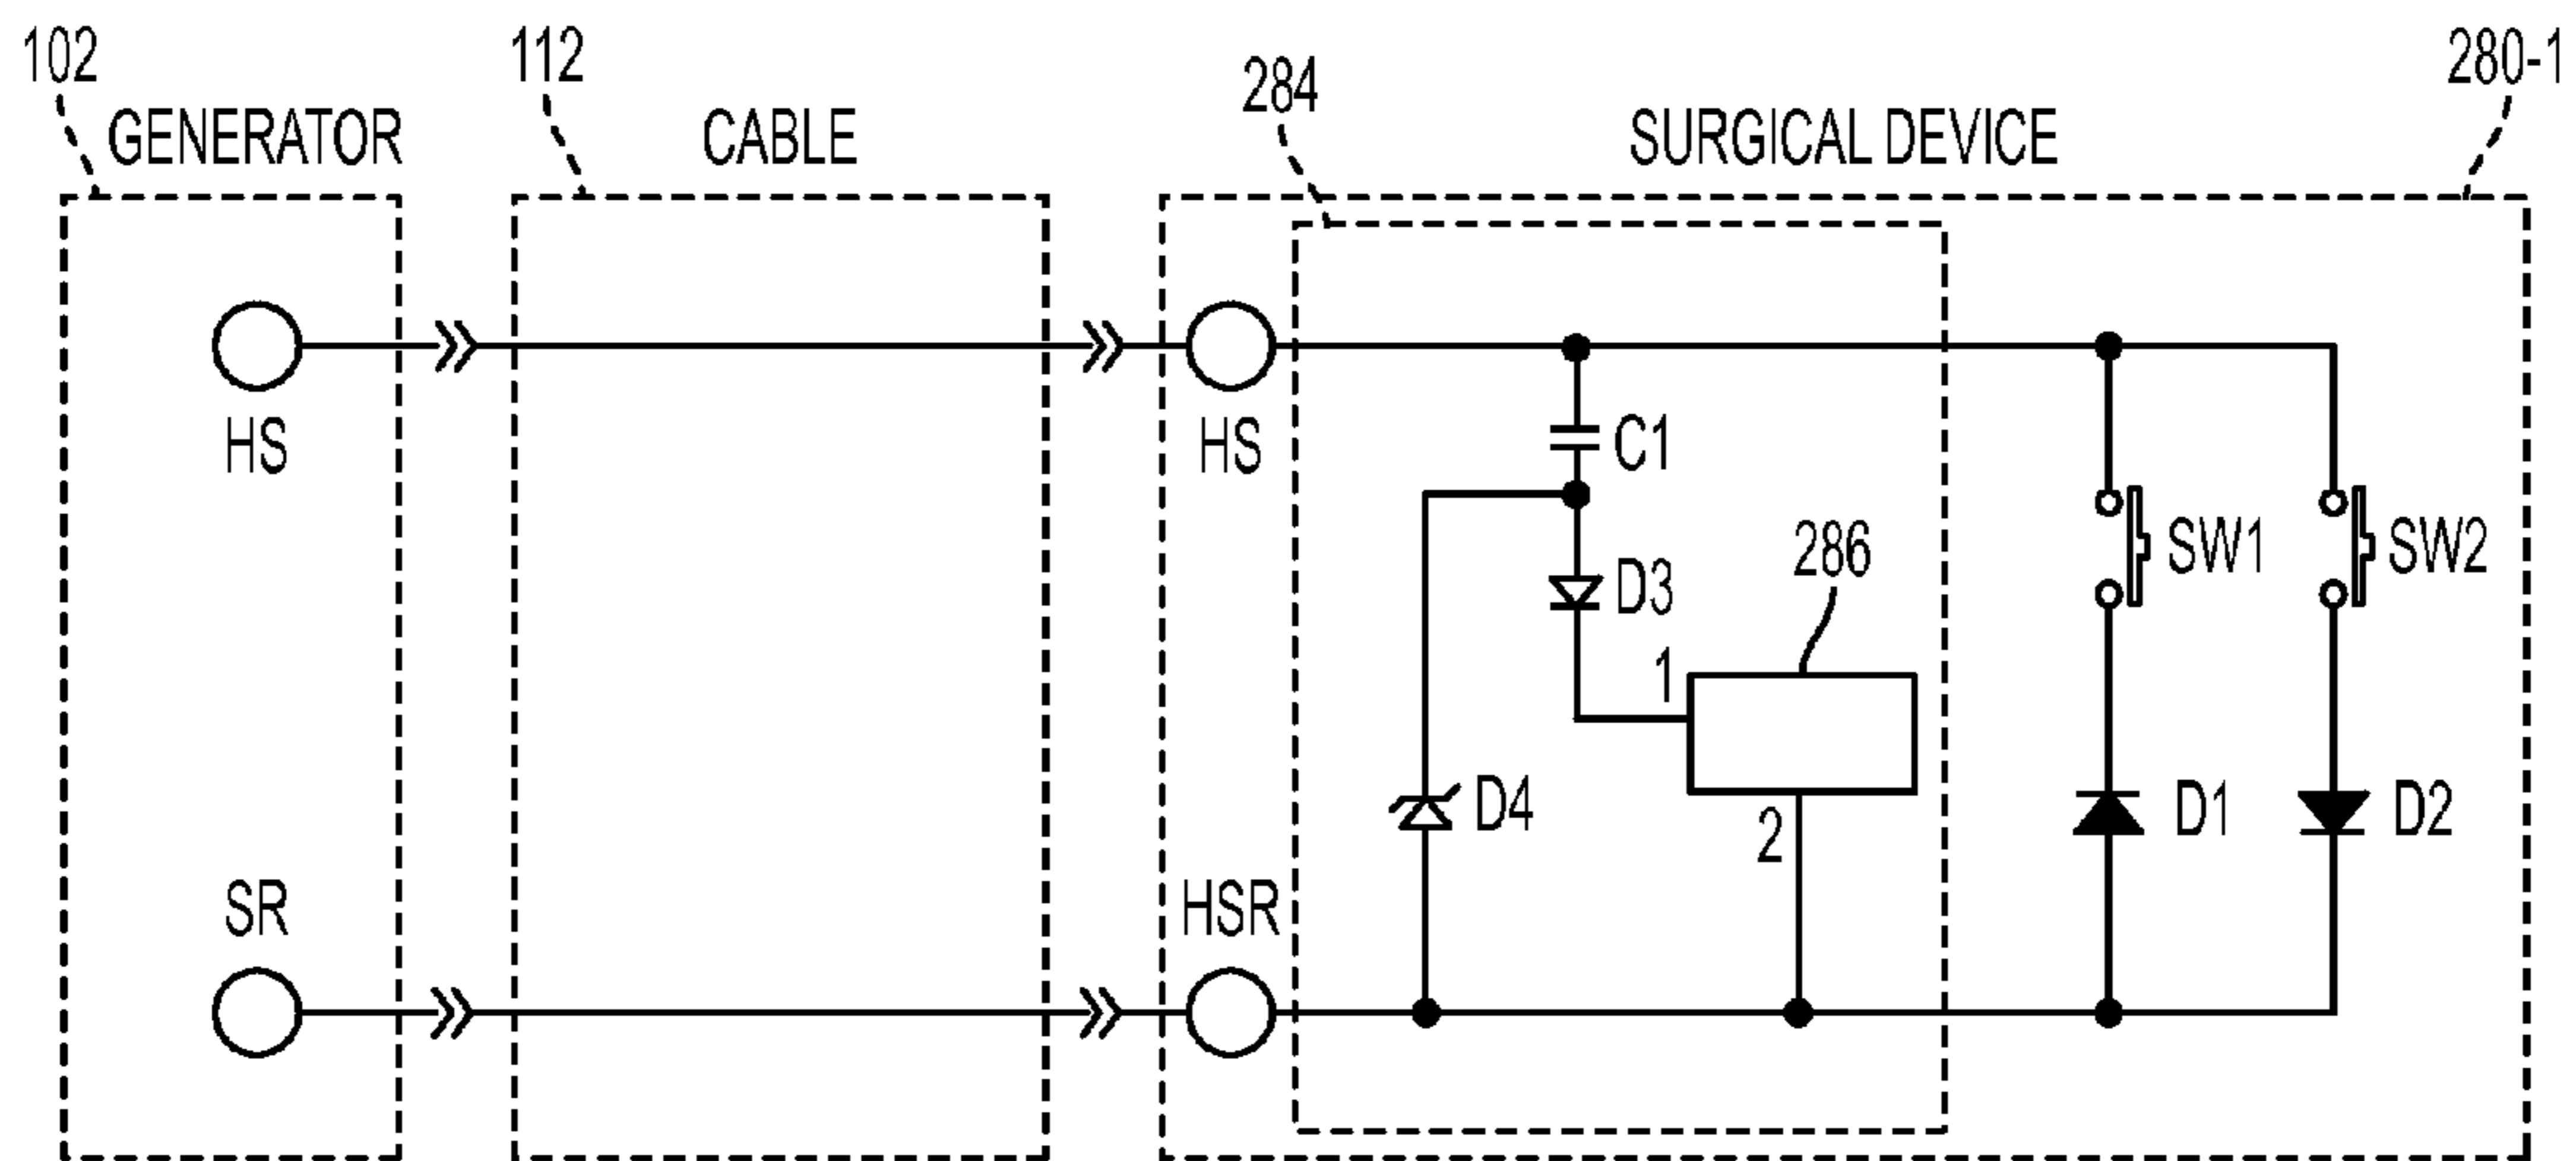 102
112
284
280-1
GENERATOR
CABLE
SURGICAL DEVICE
HS
HS
C1
D3
286
SW1
SW2
1
D4
2
D1
D2
SR
HSR